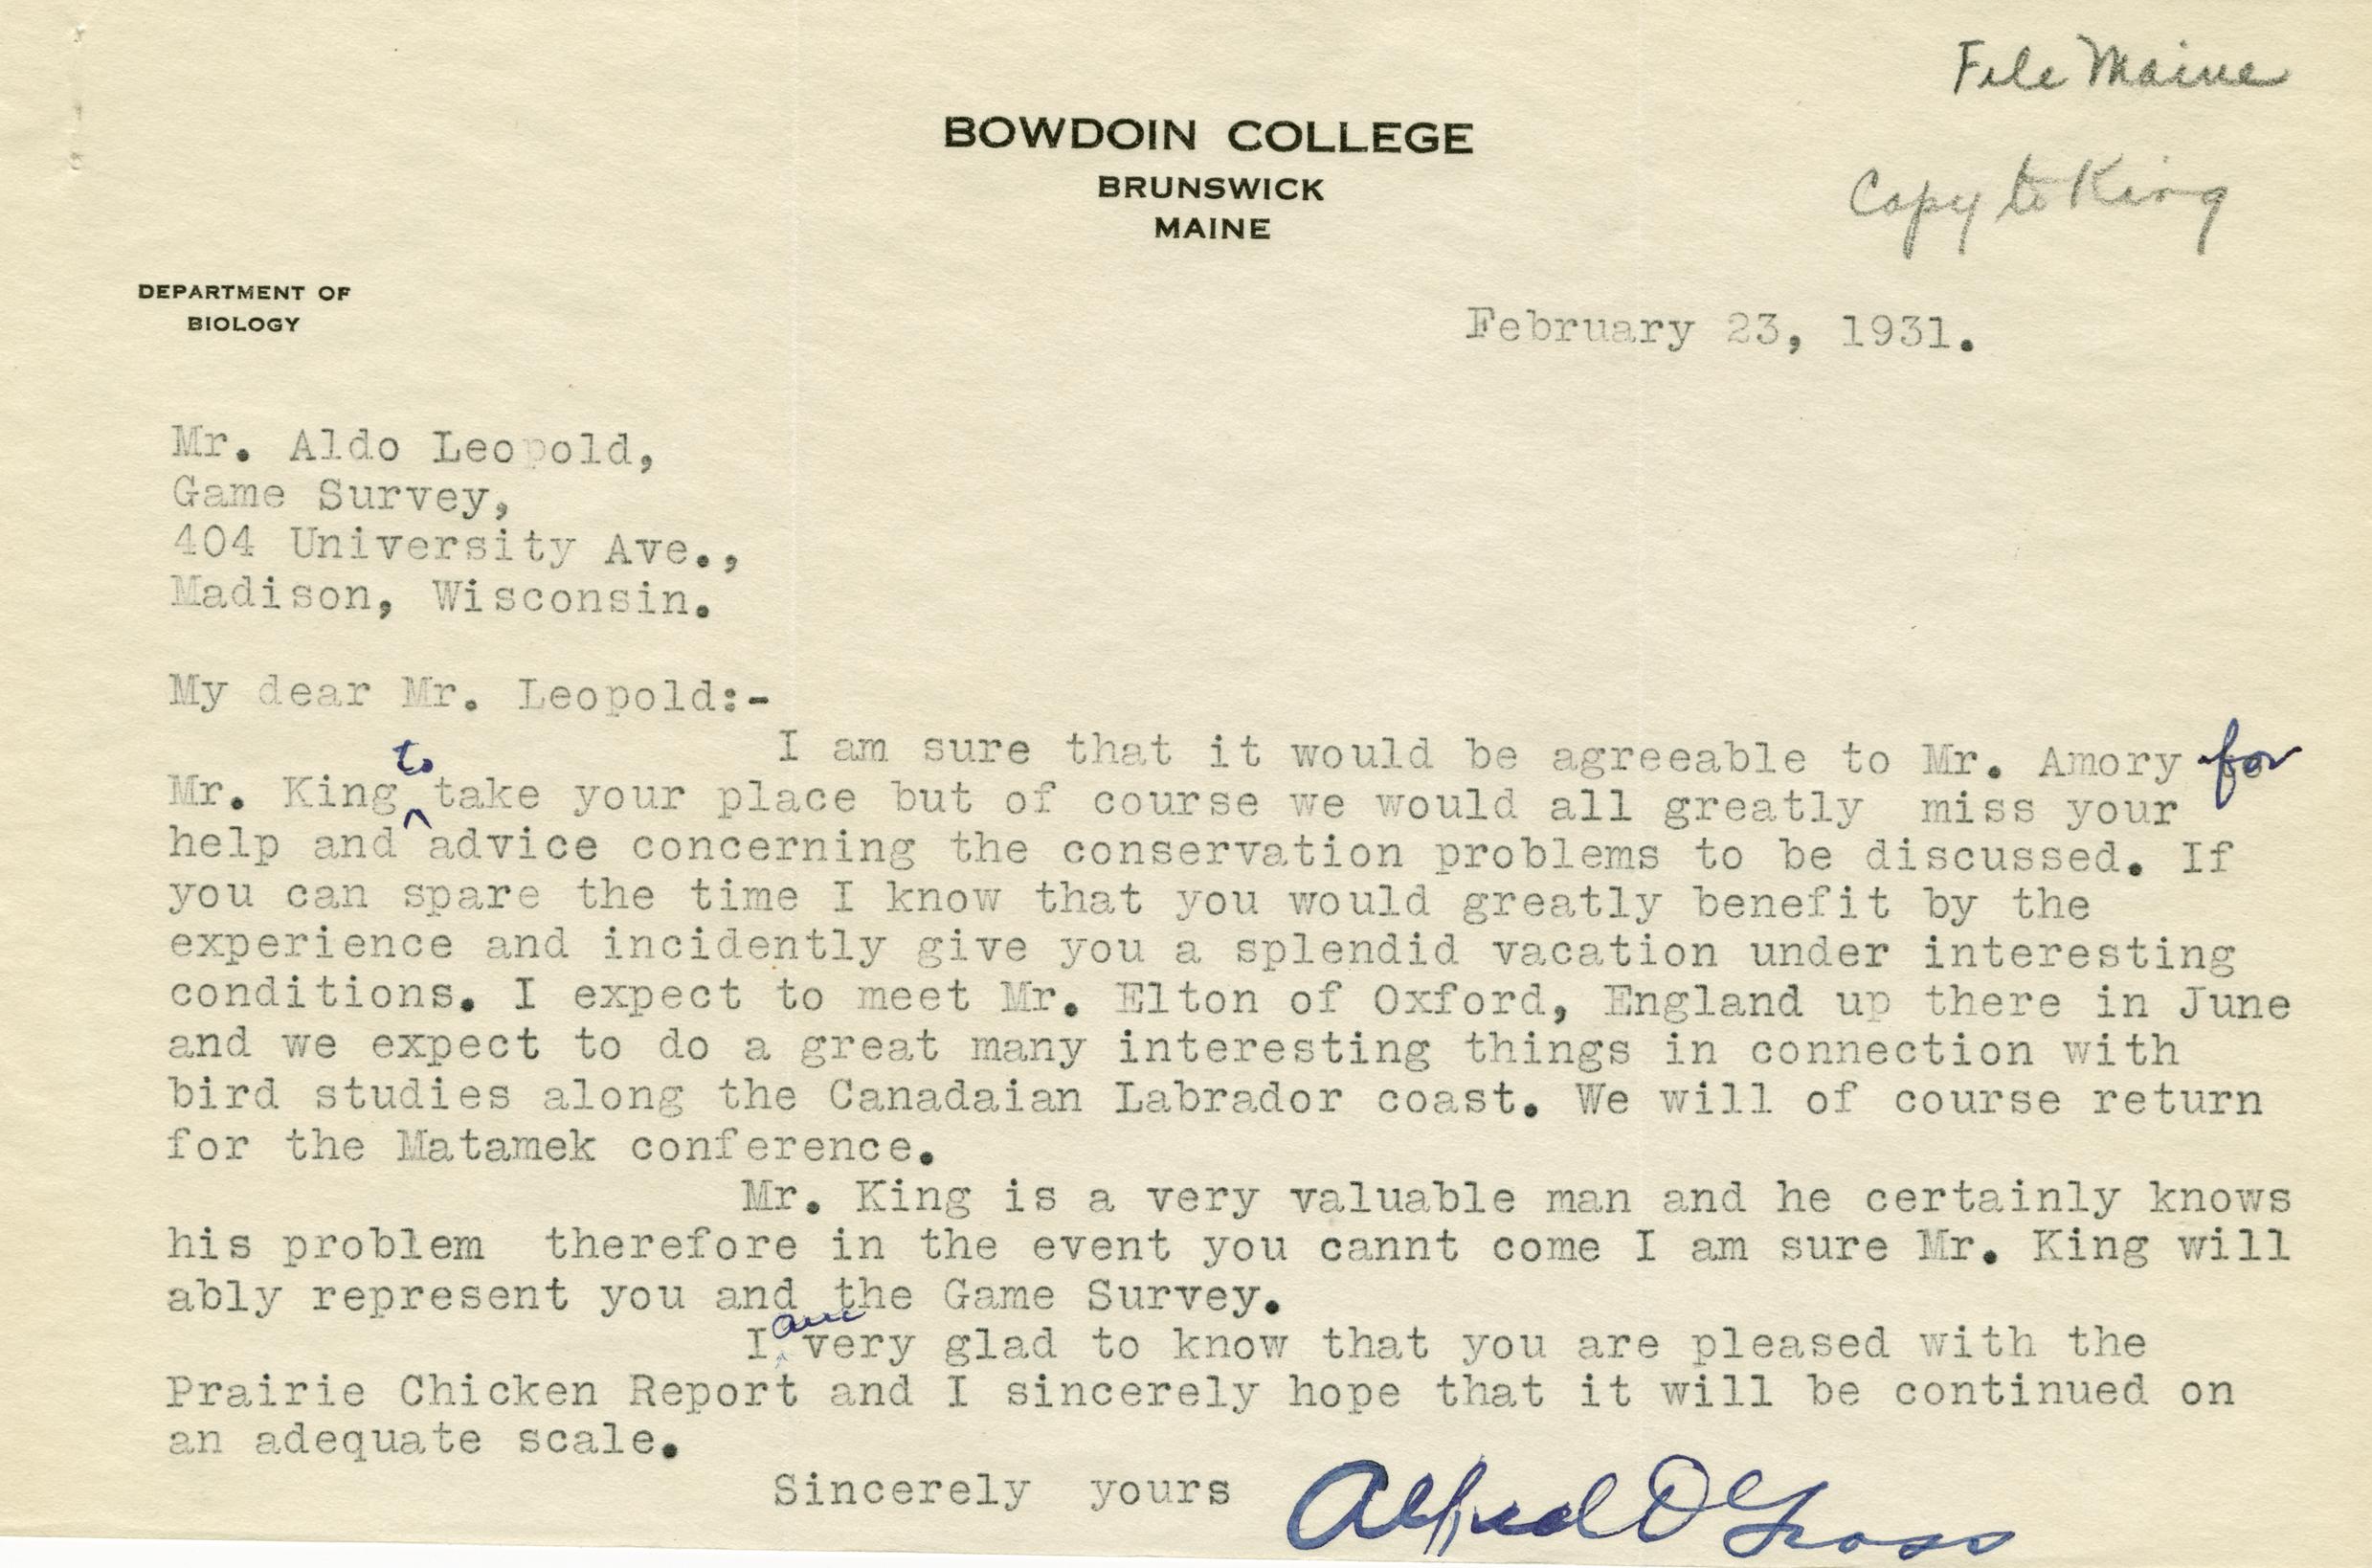 File Maine
BOWDOIN COLLEGE
BRUNSWICK
MAINE
Copy to King
DEPARTMENT OF
BIOLOGY
February 23, 1931.
Mr. Aldo Leopold,
Game Survey,
404 University Ave.,
Madison, Wisconsin.
My dear Mr. Leopold:-
I am sure that it would be agreeable to Mr. Amory for
Mr. King to take your place but of course we would all greatly miss your
help and advice concerning the conservation problems to be discussed. If
you can spare the time I know that you would greatly benefit by the
experience and incidently give you a splendid vacation under interesting
conditions. I expect to meet Mr. Elton of Oxford, England up there in June
and we expect to do a great many interesting things in connection with
bird studies along the Canadaian Labrador coast. We will of course return
for the Matamek conference.
Mr. King is a very valuable man and he certainly knows
his problem therefore in the event you cannt come I am sure Mr. King will
ably represent you and the Game Survey.
I am very glad to know that you are pleased with the
Prairie Chicken Report and I sincerely hope that it will be continued on
an adequate scale.
Sincerely yours Alfred O Gross